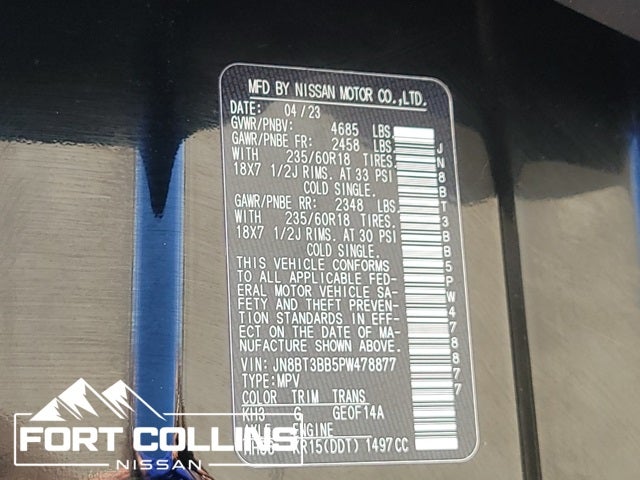 MFD BY NISSAN MOTOR CO.,LTD.
DATE: 04/23
GVWR/PNBV: 4685 LBS
GAWR/PNBE FR: 2458 LBS
WITH 235/60R18 TIRES,
18X7 1/2J RIMS, AT 33 PSI
COLD SINGLE.
GAWR/PNBE RR: 2348 LBS
WITH 235/60R18 TIRES,
18X7 1/2J RIMS, AT 30 PSI
COLD SINGLE.
THIS VEHICLE CONFORMS
TO ALL APPLICABLE FED-
ERAL MOTOR VEHICLE SA-
FETY AND THEFT PREVEN-
TION STANDARDS IN EFF-
ECT ON THE DATE OF MA-
NUFACTURE SHOWN ABOVE.
VIN: JN8BT3BB5PW478877
TYPE:MPV
COLOR TRIM TRANS
KH3 G GE0F14A
AXLE ENGINE
KR15(DDT) 1497CC
JN8BT3BB5PW478877
FORT COLLINS
NISSAN